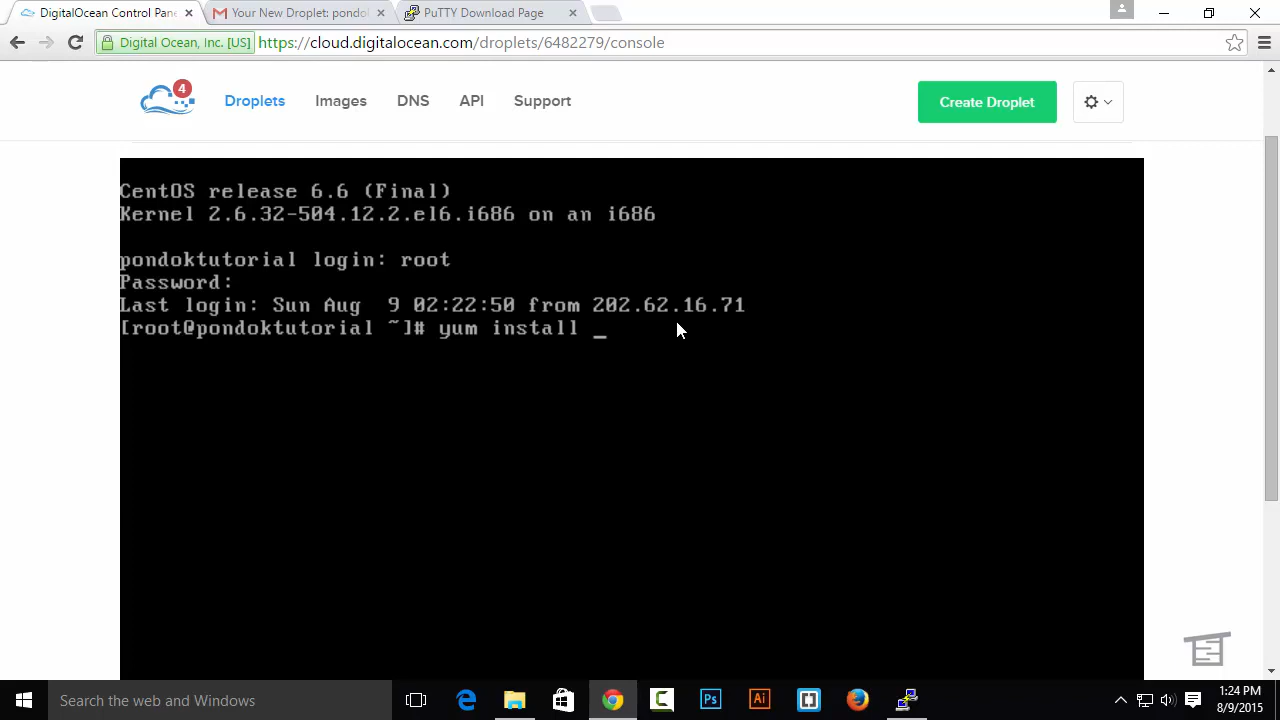 DigitalOcean Control Pane
Your New Droplet: pondok
PuTTY Download Page
Digital Ocean, Inc. [US]
https://cloud.digitalocean.com/droplets/6482279/console
4
Droplets
Images
DNS
API
Support
Create Droplet
CentOS release 6.6 (Final)
Kernel 2.6.32-504.12.2.el6.i686 on an i686
pondoktutorial login: root
Password:
Last login: Sun Aug  9 02:22:50 from 202.62.16.71
[root@pondoktutorial ~]# yum install _
Search the web and Windows
Ps
Ai
1:24 PM
8/9/2015